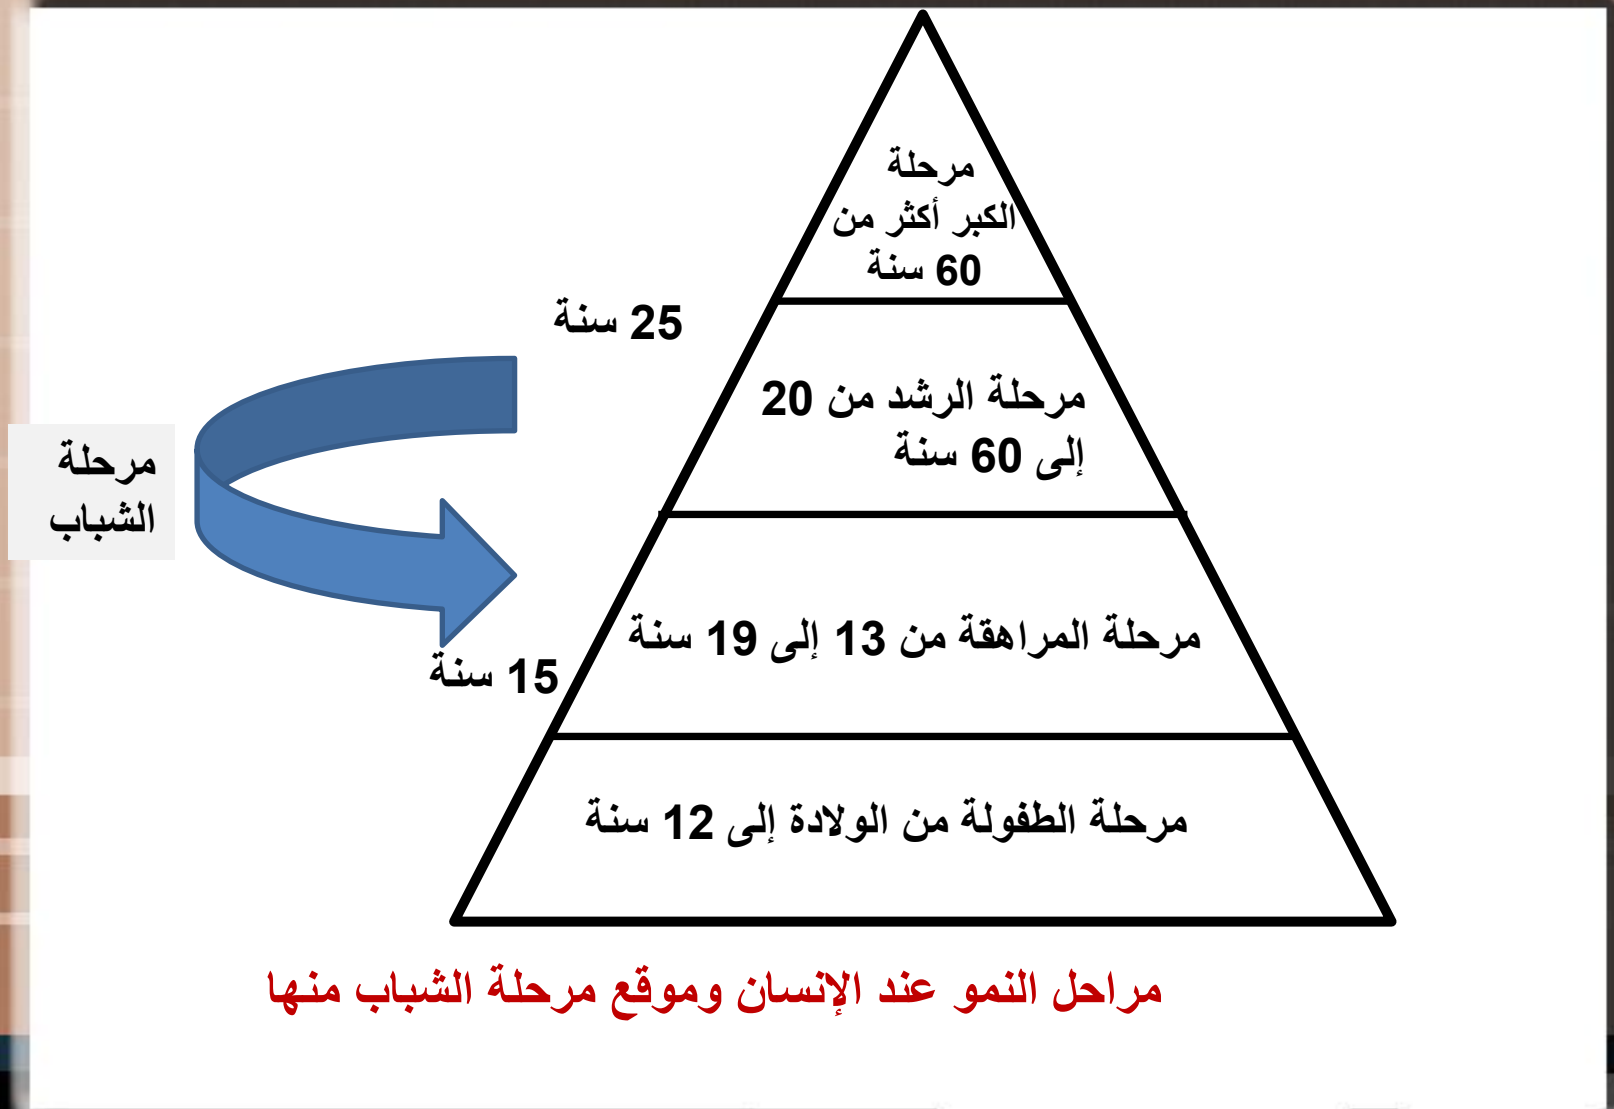 مرحلة
الكبر أكثر من
60 سنة
25 سنة
مرحلة الرشد من 20
إلى 60 سنة
مرحلة
الشباب
مرحلة المراهقة من 13 إلى 19 سنة
15 سنة
مرحلة الطفولة من الولادة إلى 12 سنة
مراحل النمو عند الإنسان وموقع مرحلة الشباب منها